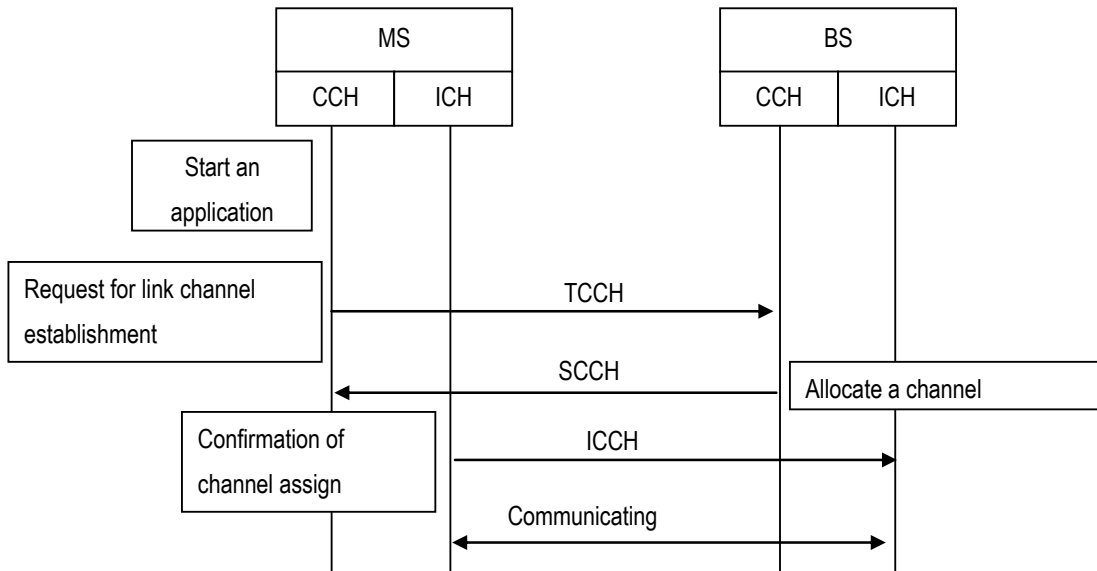 MS
BS
CCH
ICH
CCH
ICH
Start an
application
Request for link channel
establishment
TCCH
SCCH
Allocate a channel
Confirmation of
channel assign
ICCH
Communicating